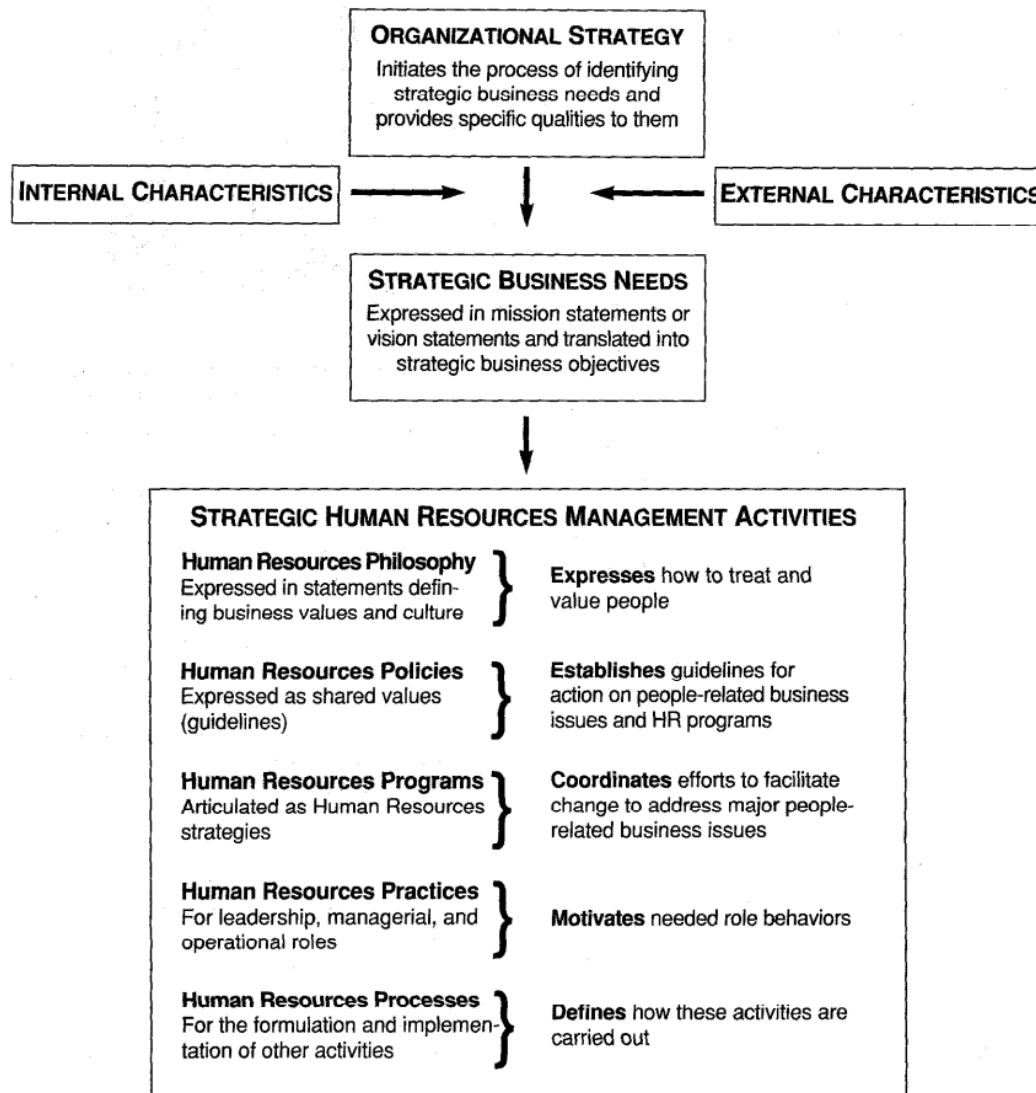 ORGANIZATIONAL STRATEGY
Initiates the process of identifying
strategic business needs and
provides specific qualities to them
INTERNAL CHARACTERISTICS
EXTERNAL CHARACTERISTICS
STRATEGIC BUSINESS NEEDS
Expressed in mission statements or
vision statements and translated into
strategic business objectives
STRATEGIC HUMAN RESOURCES MANAGEMENT ACTIVITIES
Human Resources Philosophy
Expressed in statements defin-
ing business values and culture
Expresses how to treat and
value people
Human Resources Policies
Expressed as shared values
(guidelines)
Establishes guidelines for
action on people-related business
issues and HR programs
Human Resources Programs
Articulated as Human Resources
strategies
Coordinates efforts to facilitate
change to address major people-
related business issues
Human Resources Practices
For leadership, managerial, and
operational roles
Motivates needed role behaviors
Human Resources Processes
For the formulation and implemen-
tation of other activities
Defines how these activities are
carried out